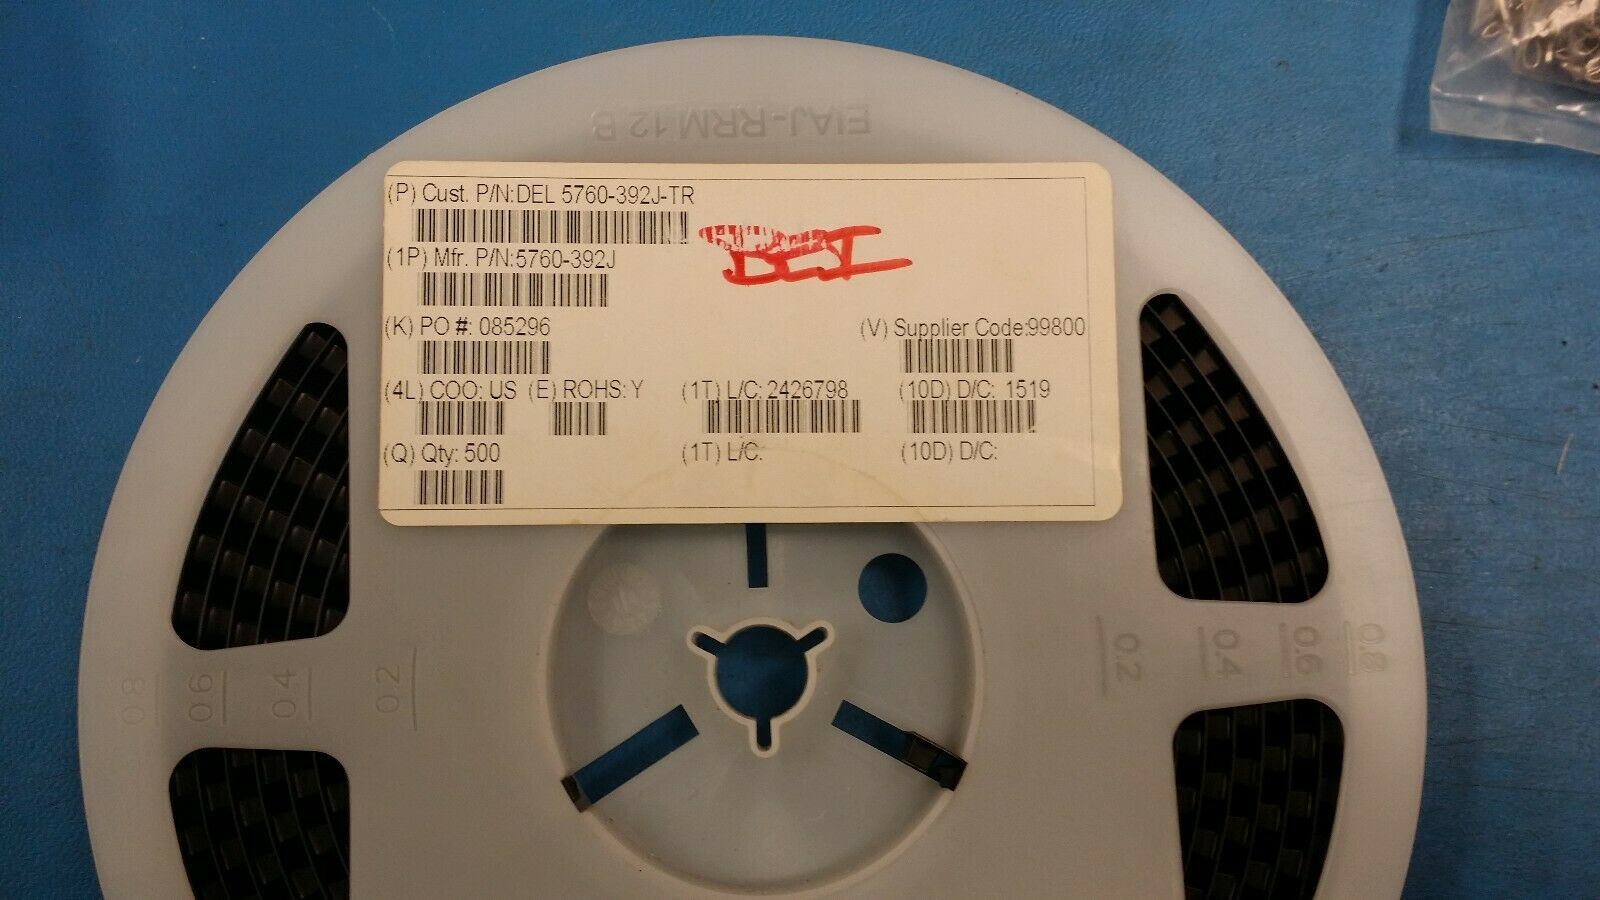 EIAJ-RRM 12 B
(P) Cust. P/N:DEL 5760-392J-TR
(1P) Mfr. P/N:5760-392J
(K) PO #: 085296
(V) Supplier Code:99800
(4L) COO: US (E) ROHS: Y (1T) L/C: 2426798 (10D) D/C: 1519
(Q) Qty: 500 (1T) L/C: (10D) D/C:
0.8 0.6 0.4 0.2
0.2 0.4 0.6 0.8